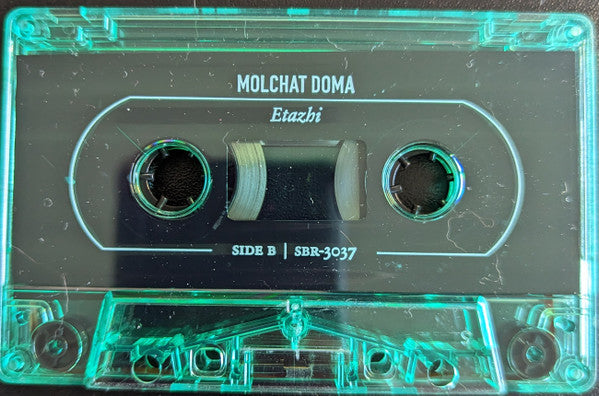 MOLCHAT DOMA
Etazhi
SIDE B | SBR-3037